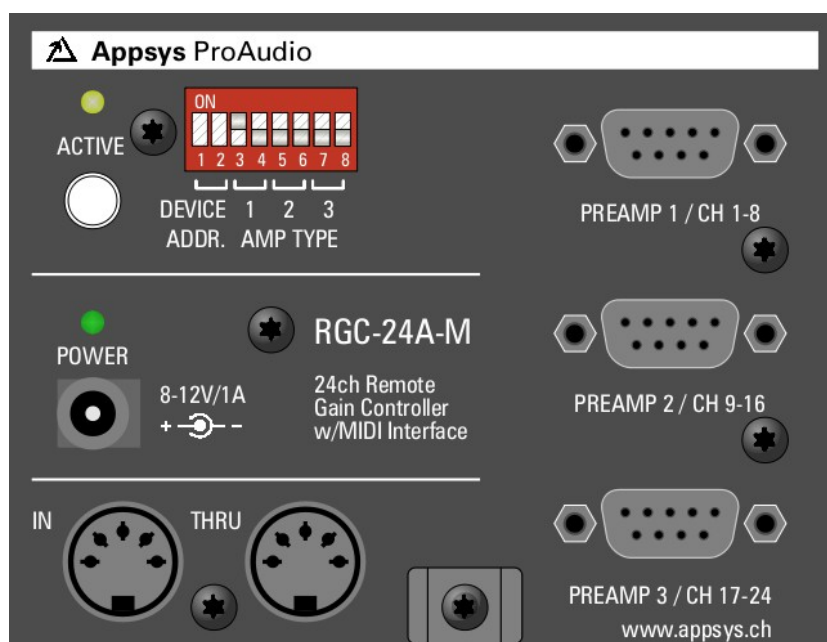 Appsys ProAudio
ACTIVE
ON
1 2 3 4 5 6 7 8
DEVICE 1 2 3
ADDR. AMP TYPE
PREAMP 1 / CH 1-8
POWER
8-12V/1A
+ -
RGC-24A-M
24ch Remote
Gain Controller
w/MIDI Interface
PREAMP 2 / CH 9-16
IN
THRU
PREAMP 3 / CH 17-24
www.appsys.ch